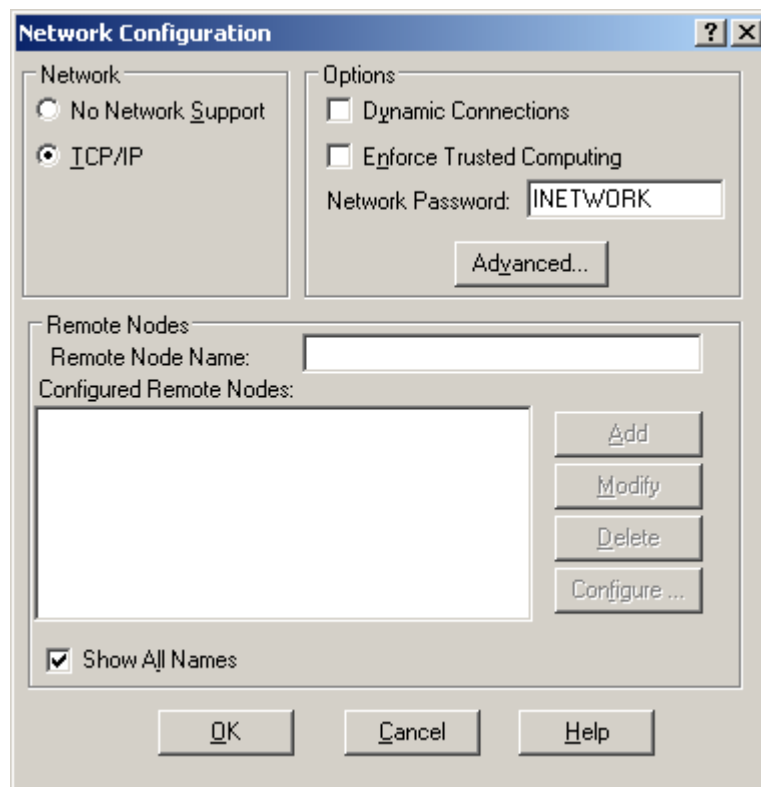 Network Configuration
Network
No Network Support
TCP/IP
Options
Dynamic Connections
Enforce Trusted Computing
Network Password: INETWORK
Advanced...
Remote Nodes
Remote Node Name:
Configured Remote Nodes:
Add
Modify
Delete
Configure ...
Show All Names
OK Cancel Help